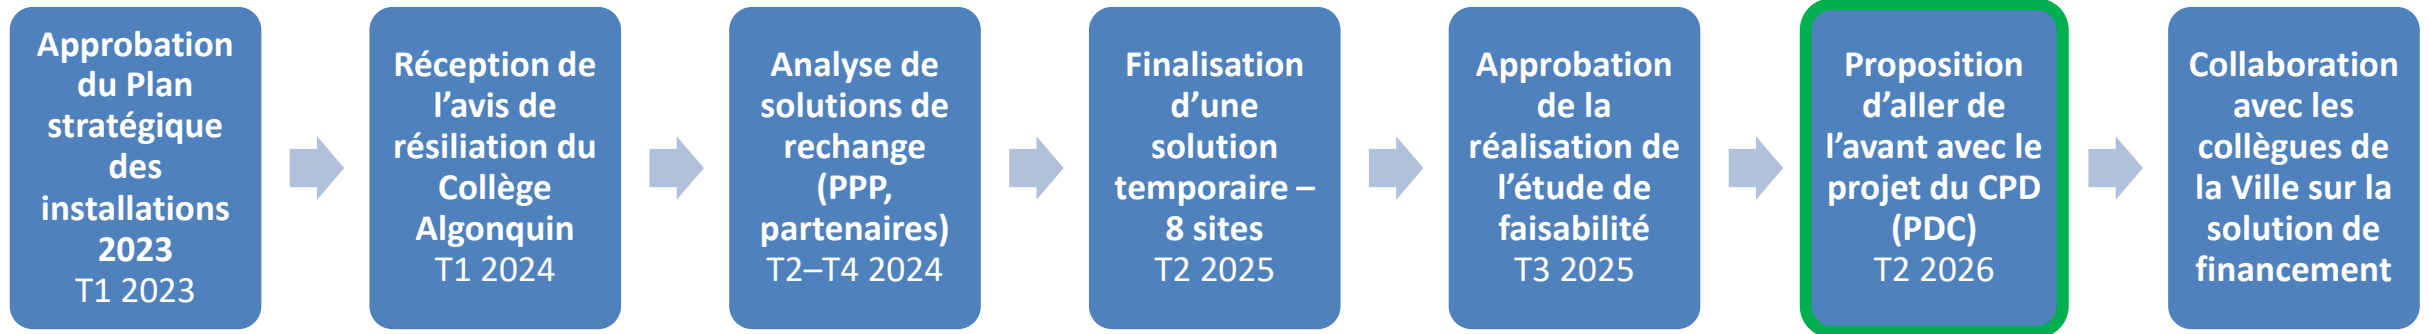 Approbation
du Plan
stratégique
des
installations
2023
T1 2023
Réception de
l’avis de
résiliation du
Collège
Algonquin
T1 2024
Analyse de
solutions de
rechange
(PPP,
partenaires)
T2–T4 2024
Finalisation
d’une
solution
temporaire –
8 sites
T2 2025
Approbation
de la
réalisation de
l’étude de
faisabilité
T3 2025
Proposition
d’aller de
l’avant avec le
projet du CPD
(PDC)
T2 2026
Collaboration
avec les
collègues de
la Ville sur la
solution de
financement